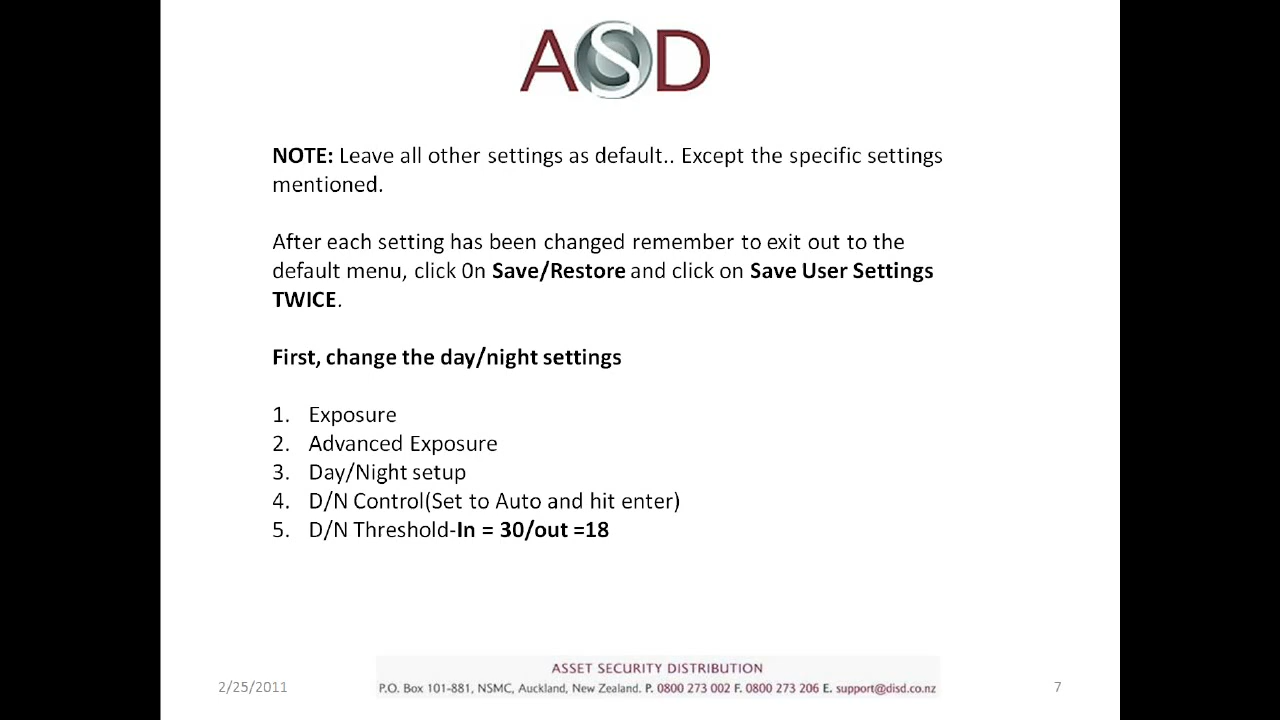 ASD
NOTE: Leave all other settings as default.. Except the specific settings
mentioned.
After each setting has been changed remember to exit out to the
default menu, click 0n Save/Restore and click on Save User Settings
TWICE.
First, change the day/night settings
1. Exposure
2. Advanced Exposure
3. Day/Night setup
4. D/N Control(Set to Auto and hit enter)
5. D/N Threshold-In = 30/out =18
ASSET SECURITY DISTRIBUTION
2/25/2011 P.O. Box 101-881, NSMC, Auckland, New Zealand. P. 0800 273 002 F. 0800 273 206 E. support@disd.co.nz 7